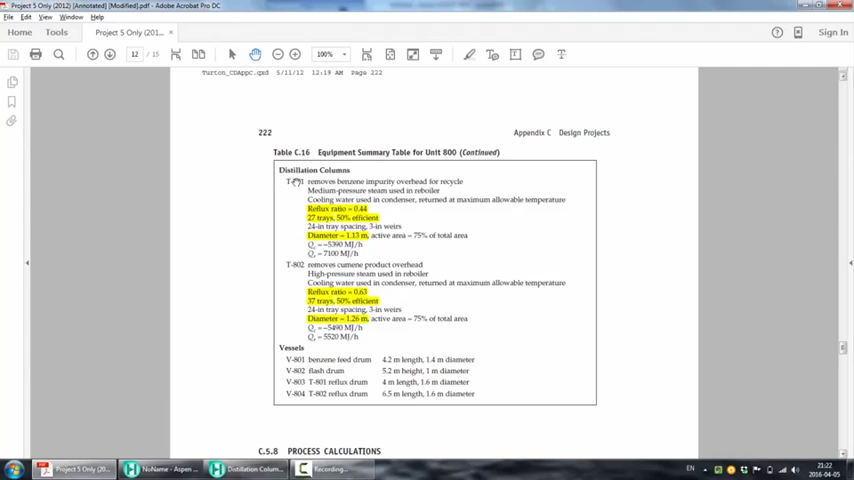 Project 5 Only (2012) [Annotated] [Modified].pdf - Adobe Acrobat Pro DC
File Edit View Window Help
Home Tools Project 5 Only (201... × Sign In
12 / 15 100%
Turton_CDAppC.qxd 5/11/12 12:19 AM Page 222
222 Appendix C Design Projects
Table C.16 Equipment Summary Table for Unit 800 (Continued)
Distillation Columns
T-801 removes benzene impurity overhead for recycle
Medium-pressure steam used in reboiler
Cooling water used in condenser, returned at maximum allowable temperature
Reflux ratio = 0.44
27 trays, 50% efficient
24-in tray spacing, 3-in weirs
Diameter = 1.13 m, active area = 75% of total area
Qc = −5390 MJ/h
Qr = 7100 MJ/h
T-802 removes cumene product overhead
High-pressure steam used in reboiler
Cooling water used in condenser, returned at maximum allowable temperature
Reflux ratio = 0.63
37 trays, 50% efficient
24-in tray spacing, 3-in weirs
Diameter = 1.26 m, active area = 75% of total area
Qc = −5490 MJ/h
Qr = 5520 MJ/h
Vessels
V-801 benzene feed drum 4.2 m length, 1.4 m diameter
V-802 flash drum 5.2 m height, 1 m diameter
V-803 T-801 reflux drum 4 m length, 1.6 m diameter
V-804 T-802 reflux drum 6.5 m length, 1.6 m diameter
C.5.8 PROCESS CALCULATIONS
Project 5 Only (20... NoName - Aspen ... Distillation Colum... Recording... EN 21:22
2016-04-05